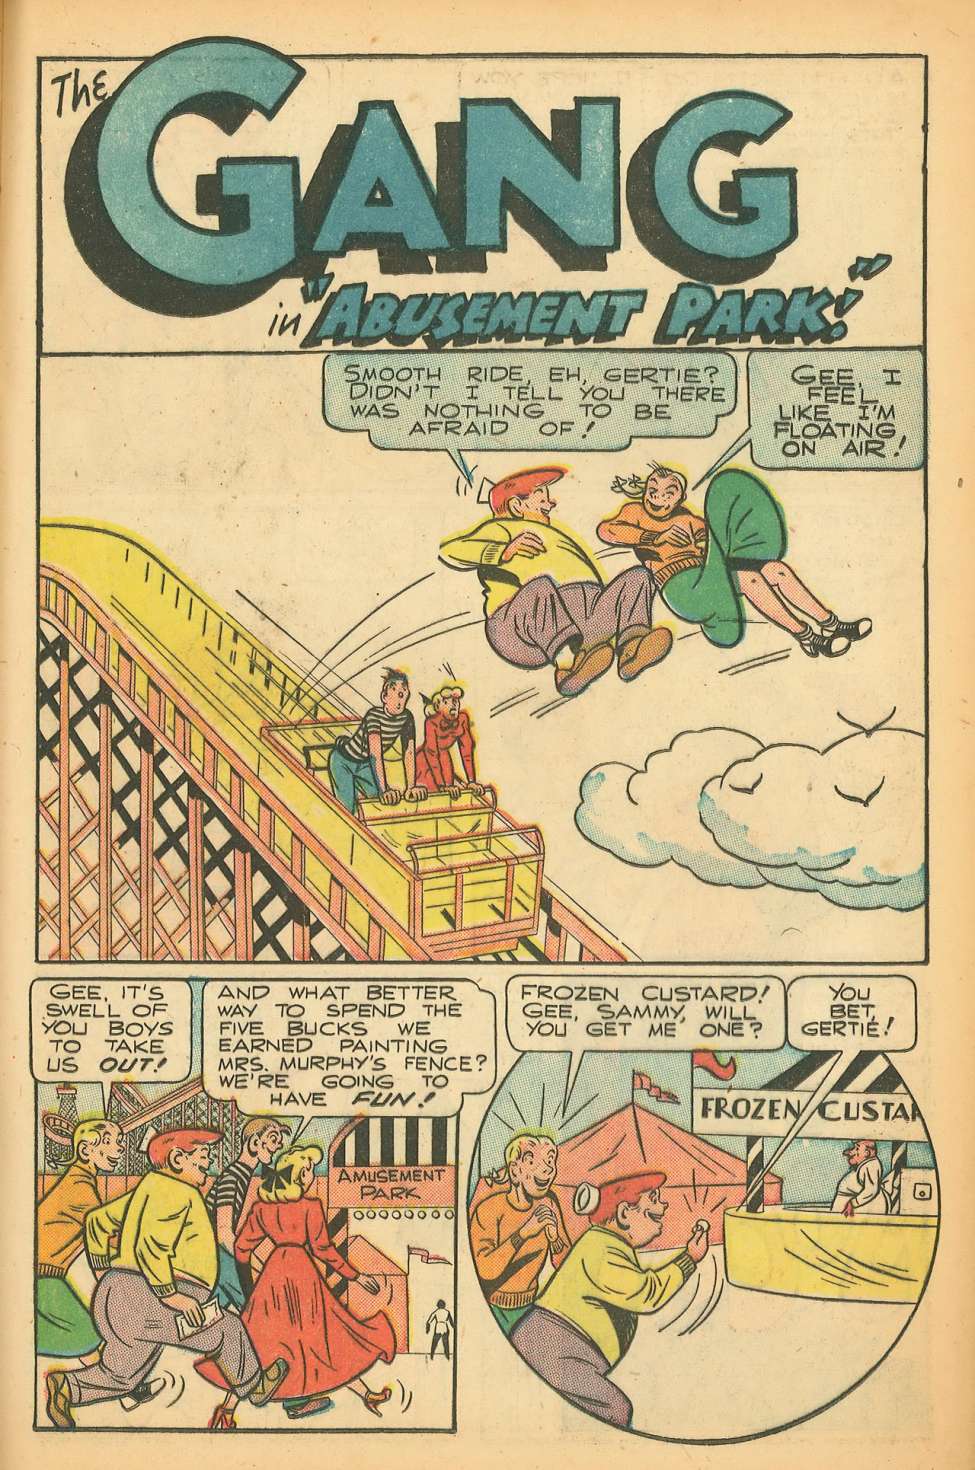 The
GANG
in "ABUSEMENT PARK!"
SMOOTH RIDE, EH, GERTIE?
DIDN'T I TELL YOU THERE
WAS NOTHING TO BE
AFRAID OF!
GEE, I
FEEL
LIKE I'M
FLOATING
ON AIR!
GEE, IT'S
SWELL OF
YOU BOYS
TO TAKE
US OUT!
AND WHAT BETTER
WAY TO SPEND THE
FIVE BUCKS WE
EARNED PAINTING
MRS. MURPHY'S FENCE?
WE'RE GOING TO
HAVE FUN!
AMUSEMENT
PARK
FROZEN CUSTARD!
GEE, SAMMY, WILL
YOU GET ME ONE?
YOU
BET,
GERTIE!
FROZEN CUSTAR